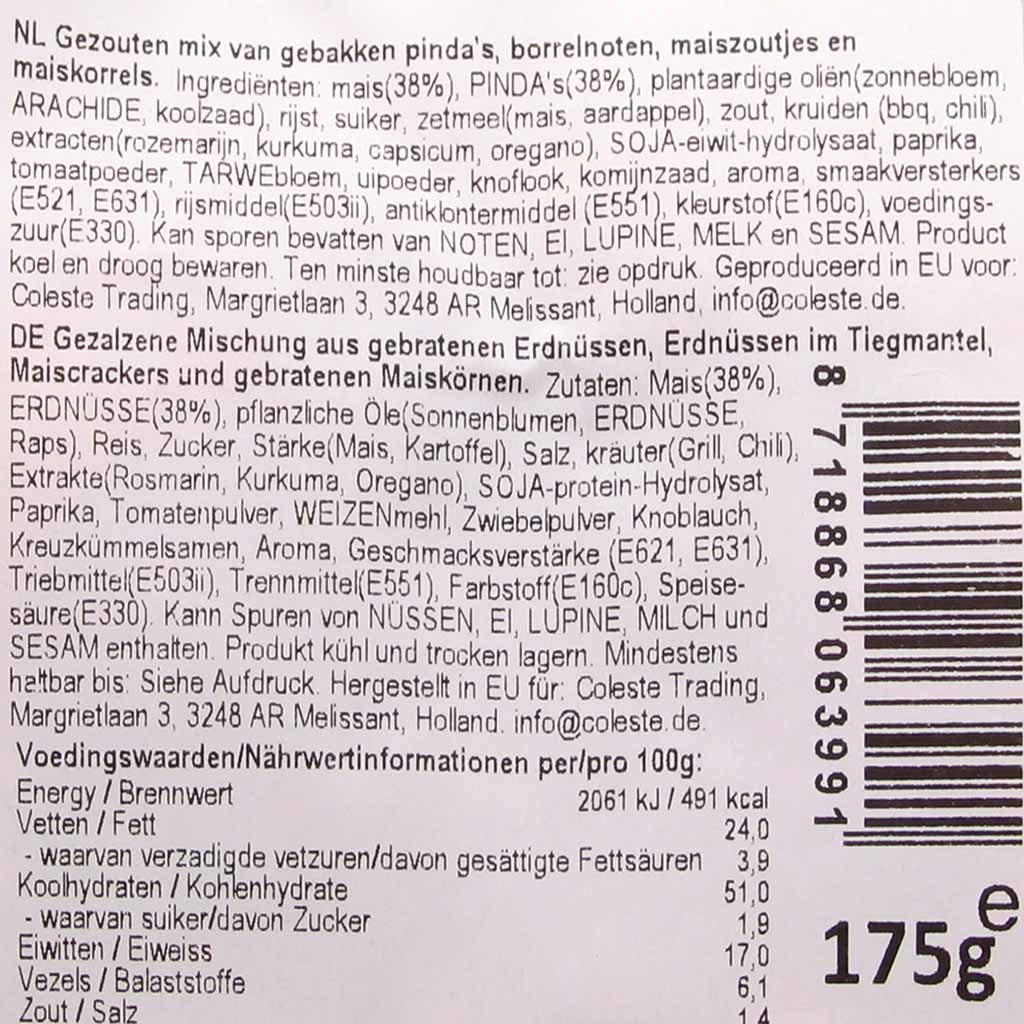 NL Gezouten mix van gebakken pinda's, borrelnoten, maiszoutjes en
maiskorrels. Ingrediënten: mais(38%), PINDA's(38%), plantaardige oliën(zonnebloem,
ARACHIDE, koolzaad), rijst, suiker, zetmeel(mais, aardappel), zout, kruiden (bbq, chili),
extracten(rozemarijn, kurkuma, capsicum, oregano), SOJA-eiwit-hydrolysaat, paprika,
tomaatpoeder, TARWEbloem, uipoeder, knoflook, komijnzaad, aroma, smaakversterkers
(E521, E631), rijsmiddel(E503ii), antiklontermiddel (E551), kleurstof(E160c), voedings-
zuur(E330). Kan sporen bevatten van NOTEN, EI, LUPINE, MELK en SESAM. Product
koel en droog bewaren. Ten minste houdbaar tot: zie opdruk. Geproduceerd in EU voor:
Coleste Trading, Margrietlaan 3, 3248 AR Melissant, Holland, info@coleste.de.
DE Gezalzene Mischung aus gebratenen Erdnüssen, Erdnüssen im Tiegmantel,
Maiscrackers und gebratenen Maiskörnen. Zutaten: Mais(38%),
ERDNÜSSE(38%), pflanzliche Öle(Sonnenblumen, ERDNÜSSE,
Raps), Reis, Zucker, Stärke(Mais, Kartoffel), Salz, kräuter(Grill, Chili),
Extrakte(Rosmarin, Kurkuma, Oregano), SOJA-protein-Hydrolysat,
Paprika, Tomatenpulver, WEIZENmehl, Zwiebelpulver, Knoblauch,
Kreuzkümmelsamen, Aroma, Geschmacksverstärke (E621, E631),
Triebmittel(E503ii), Trennmittel(E551), Farbstoff(E160c), Speise-
säure(E330). Kann Spuren von NÜSSEN, EI, LUPINE, MILCH und
SESAM enthalten. Produkt kühl und trocken lagern. Mindestens
haltbar bis: Siehe Aufdruck. Hergestellt in EU für: Coleste Trading,
Margrietlaan 3, 3248 AR Melissant, Holland. info@coleste.de.
Voedingswaarden/Nährwertinformationen per/pro 100g:
Energy / Brennwert 2061 kJ / 491 kcal
Vetten / Fett 24,0
- waarvan verzadigde vetzuren/davon gesättigte Fettsäuren 3,9
Koolhydraten / Kohlenhydrate 51,0
- waarvan suiker/davon Zucker 1,9
Eiwitten / Eiweiss 17,0
Vezels / Balaststoffe 6,1
Zout / Salz 1,4
8 718868 063991
175g e